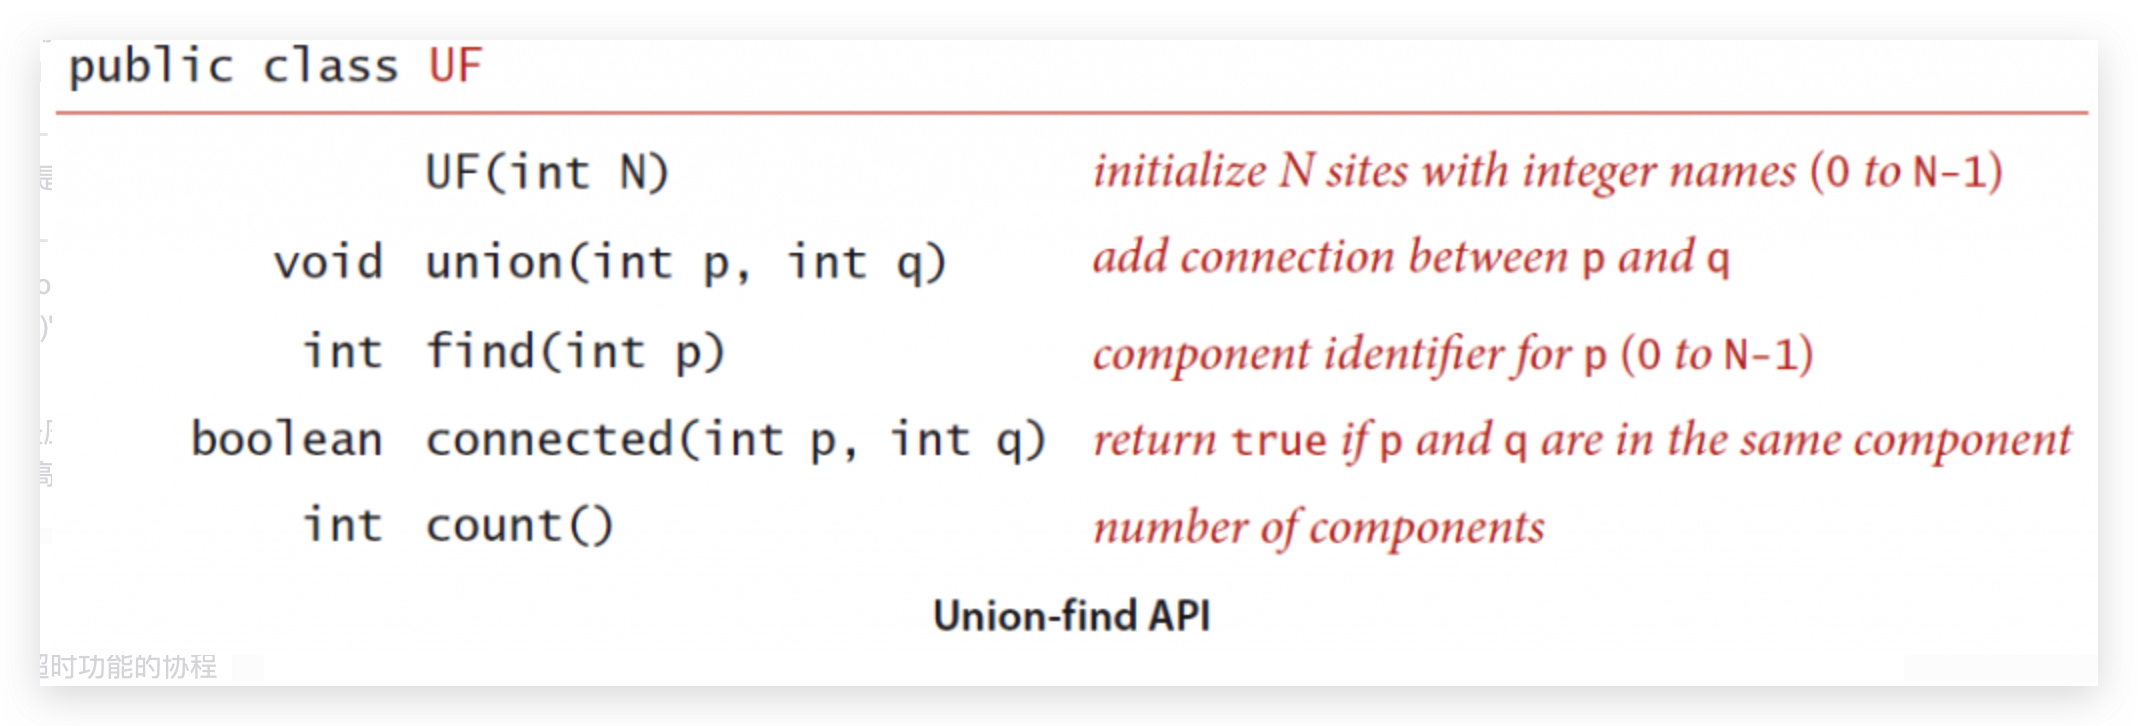 public class UF
UF(int N) initialize N sites with integer names (0 to N-1)
void union(int p, int q) add connection between p and q
int find(int p) component identifier for p (0 to N-1)
boolean connected(int p, int q) return true if p and q are in the same component
int count() number of components
Union-find API
时功能的协程